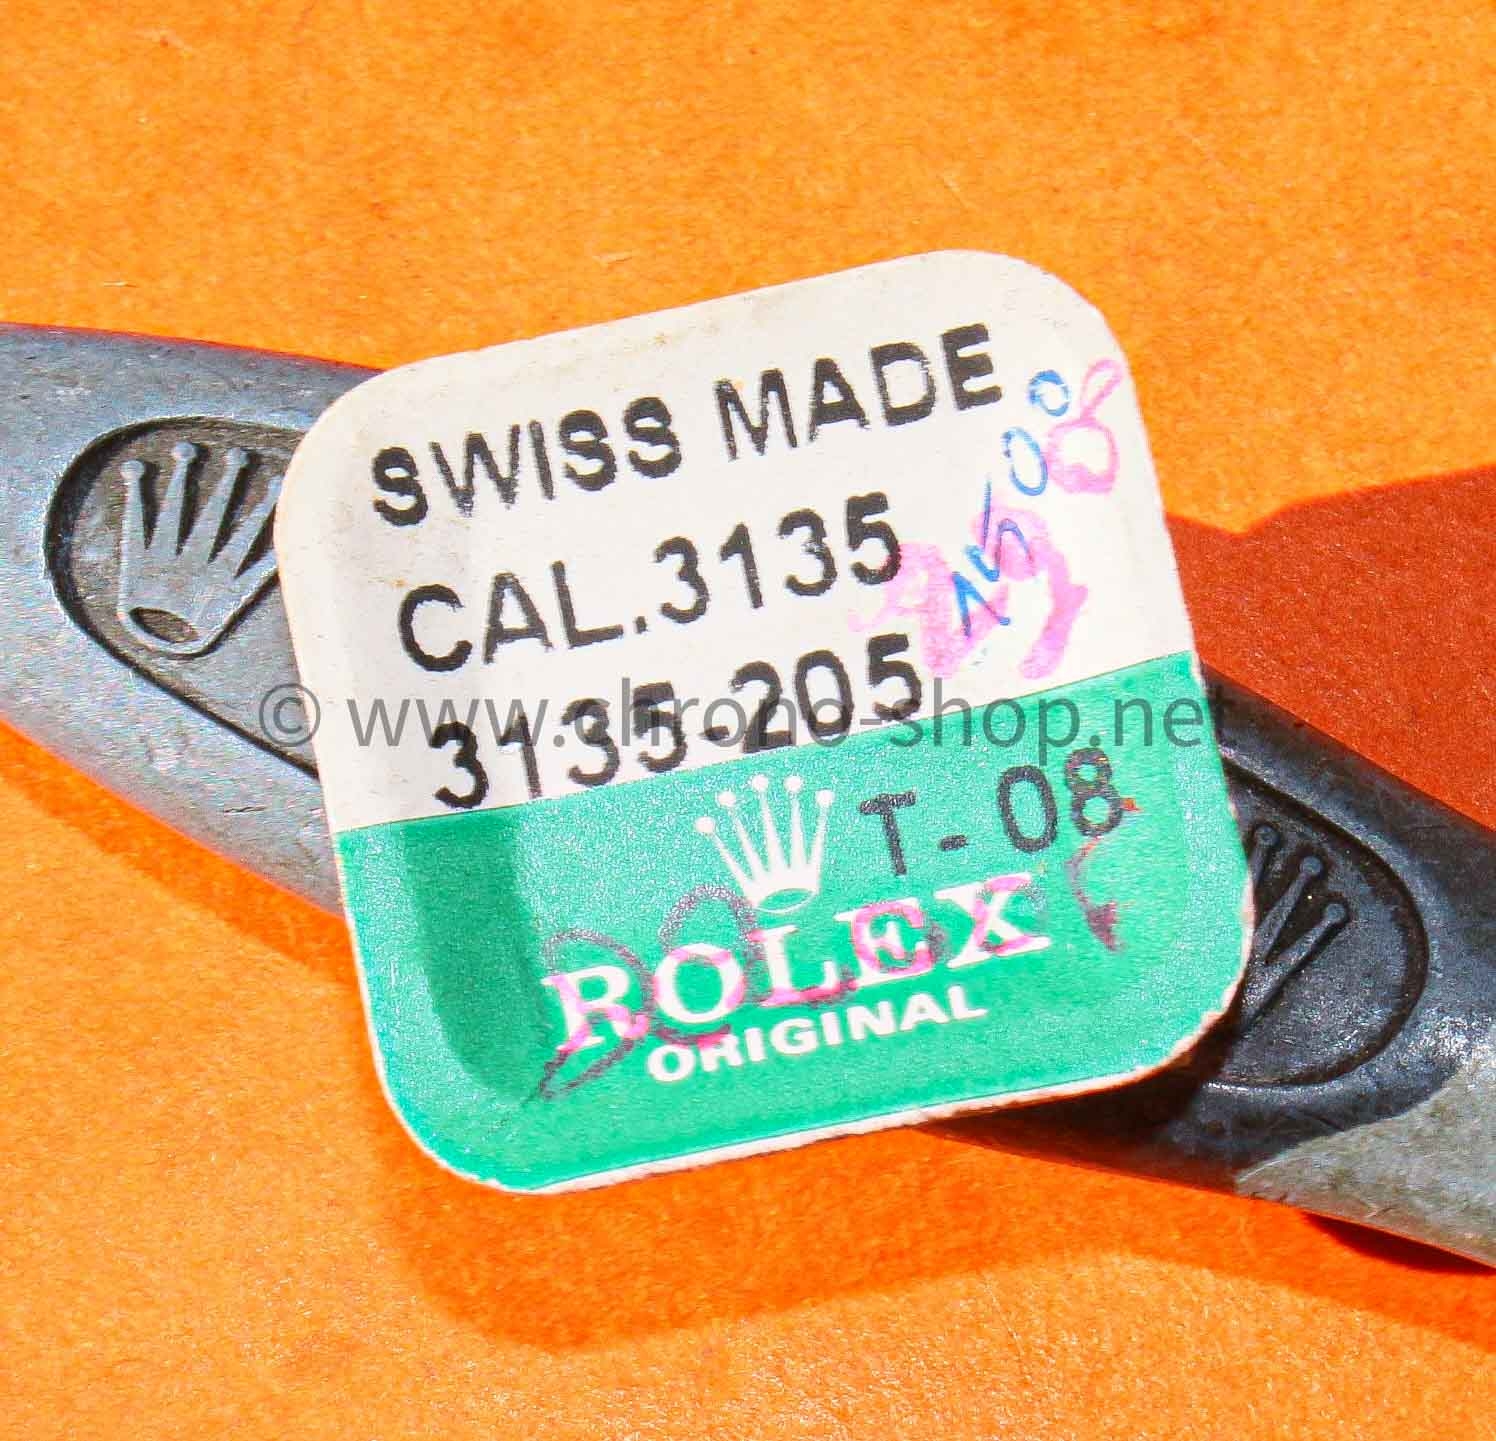 SWISS MADE
CAL.3135
3135-205
T-08
ROLEX
ORIGINAL
© www.chrono-shop.net